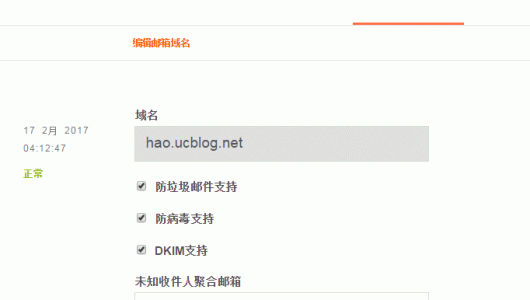 编辑邮箱域名
域名
17 2月 2017
04:12:47
正常
hao.ucblog.net
防垃圾邮件支持
防病毒支持
DKIM支持
未知收件人聚合邮箱